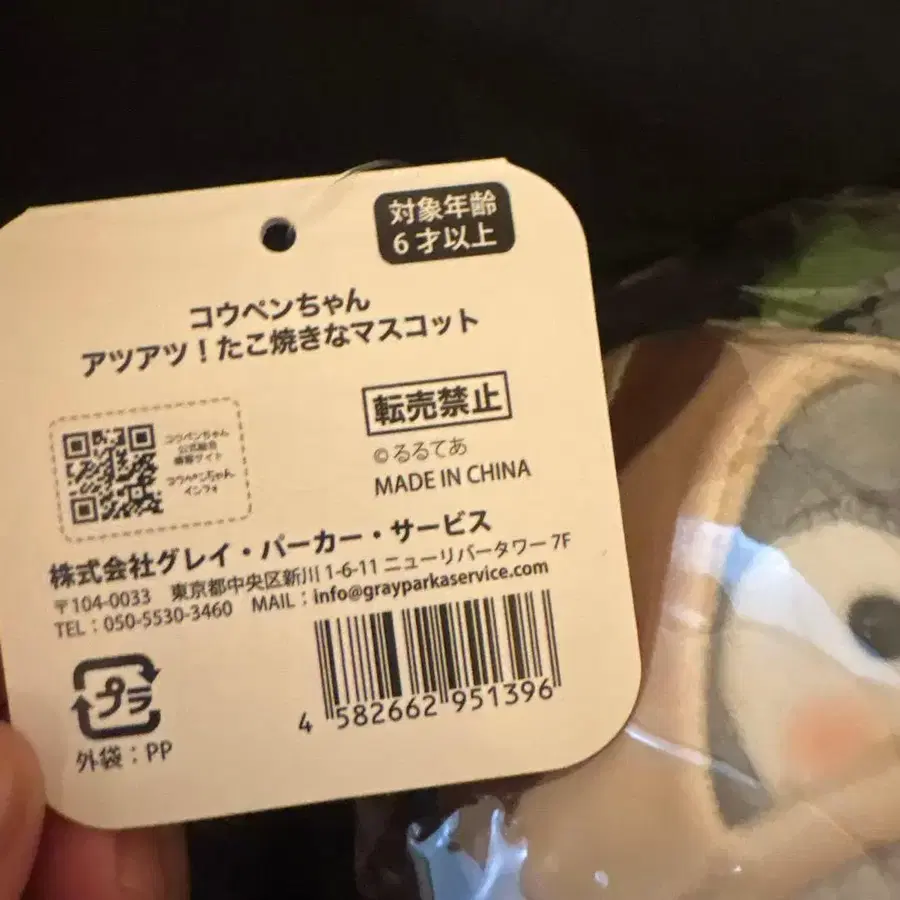 対象年齢
6才以上
コウペンちゃん
アツアツ！たこ焼きなマスコット
コウペンちゃん
公式総合
情報サイト
コウペンちゃん
インフォ
転売禁止
©るるてあ
MADE IN CHINA
株式会社グレイ・パーカー・サービス
〒104-0033 東京都中央区新川1-6-11 ニューリバータワー 7F
TEL：050-5530-3460 MAIL：info@grayparkaservice.com
プラ
外袋：PP
4 582662 951396